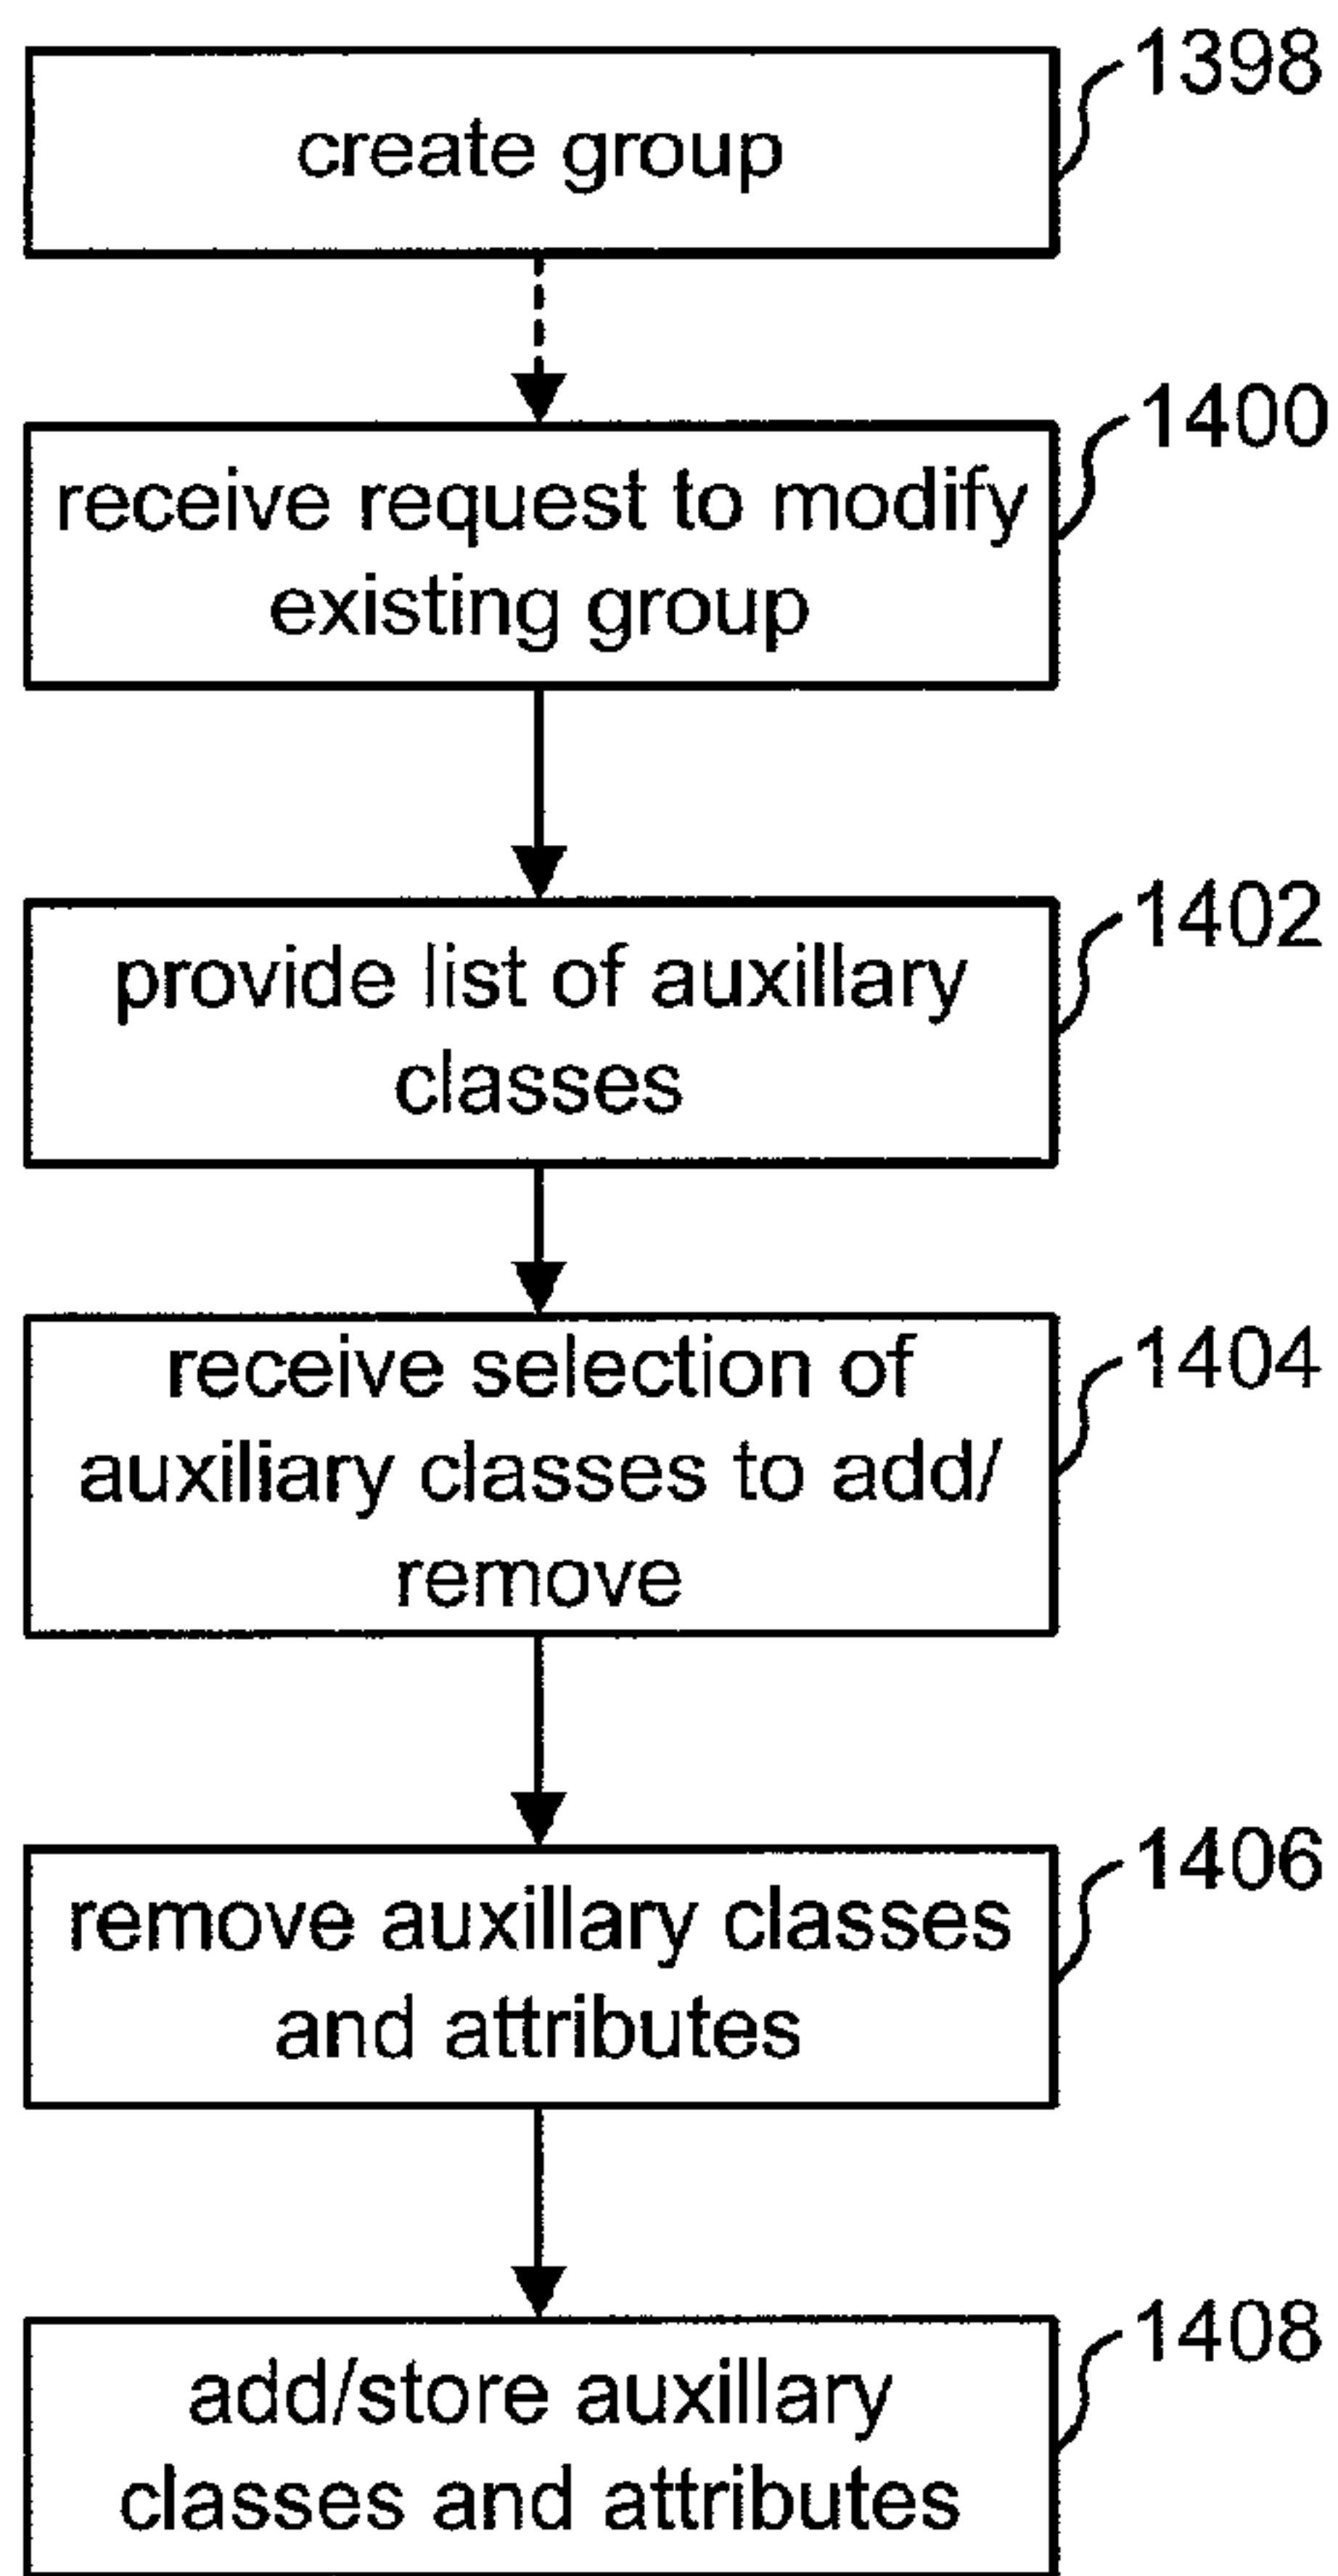 1398
create group
1400
receive request to modify
existing group
1402
provide list of auxillary
classes
1404
receive selection of
auxiliary classes to add/
remove
1406
remove auxillary classes
and attributes
1408
add/store auxillary
classes and attributes